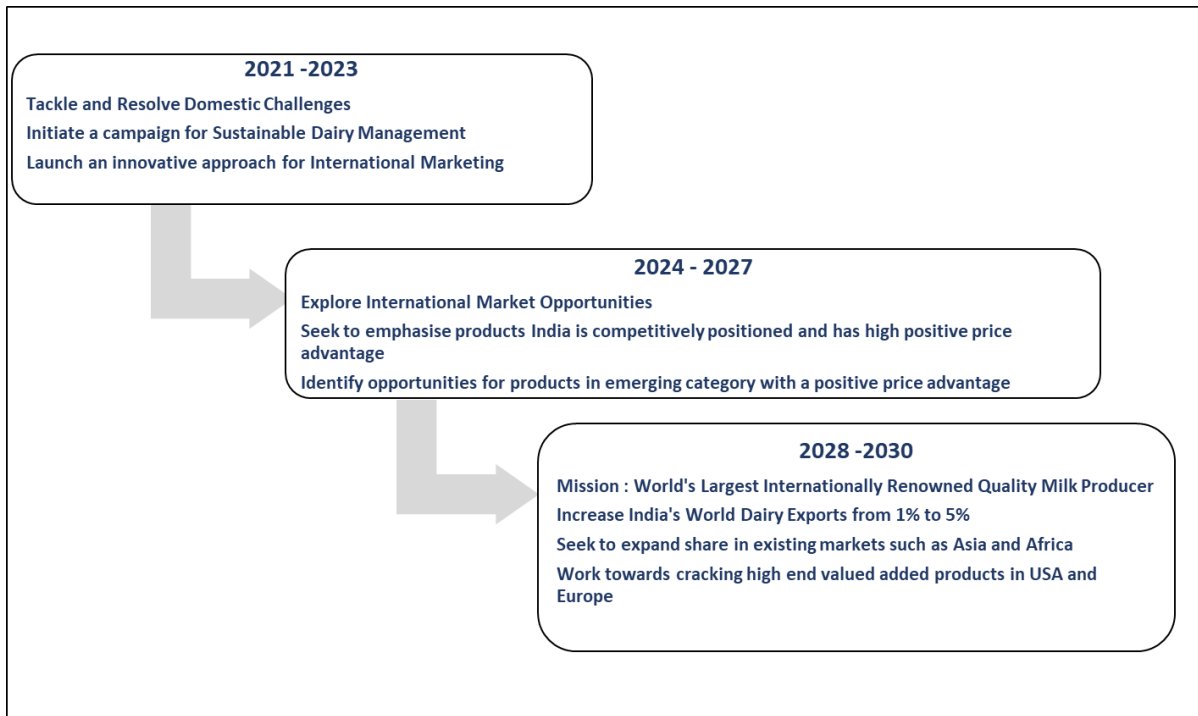 2021 -2023
Tackle and Resolve Domestic Challenges
Initiate a campaign for Sustainable Dairy Management
Launch an innovative approach for International Marketing
2024 - 2027
Explore International Market Opportunities
Seek to emphasise products India is competitively positioned and has high positive price
advantage
Identify opportunities for products in emerging category with a positive price advantage
2028 -2030
Mission : World's Largest Internationally Renowned Quality Milk Producer
Increase India's World Dairy Exports from 1% to 5%
Seek to expand share in existing markets such as Asia and Africa
Work towards cracking high end valued added products in USA and
Europe